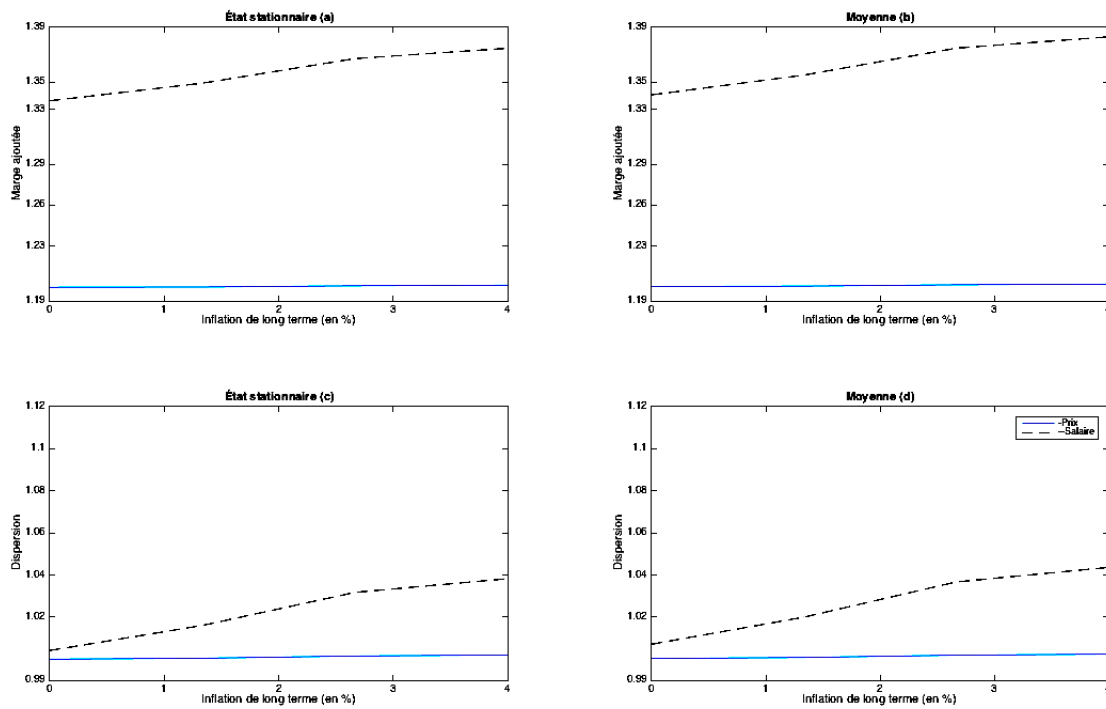 État stationnaire (a)
1.39
1.35
1.33
1.29
1.26
1.23
1.19
Marge ajoutée
0 1 2 3 4
Inflation de long terme (en %)
Moyenne (b)
1.39
1.35
1.33
1.29
1.26
1.23
1.19
Marge ajoutée
0 1 2 3 4
Inflation de long terme (en %)
État stationnaire (c)
1.12
1.1
1.08
1.06
1.04
1.02
0.99
Dispersion
0 1 2 3 4
Inflation de long terme (en %)
Moyenne (d)
1.12
1.1
1.08
1.06
1.04
1.02
0.99
Dispersion
-Prix
--Salaire
0 1 2 3 4
Inflation de long terme (en %)